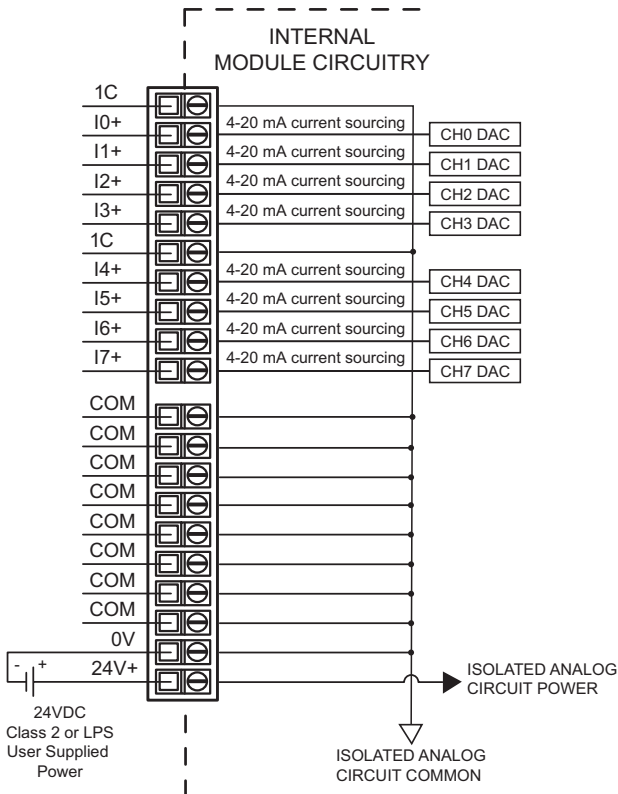 INTERNAL
MODULE CIRCUITRY
1C
I0+ 4-20 mA current sourcing CH0 DAC
I1+ 4-20 mA current sourcing CH1 DAC
I2+ 4-20 mA current sourcing CH2 DAC
I3+ 4-20 mA current sourcing CH3 DAC
1C
I4+ 4-20 mA current sourcing CH4 DAC
I5+ 4-20 mA current sourcing CH5 DAC
I6+ 4-20 mA current sourcing CH6 DAC
I7+ 4-20 mA current sourcing CH7 DAC
COM
COM
COM
COM
COM
COM
COM
COM
0V
- + 24V+
ISOLATED ANALOG
CIRCUIT POWER
24VDC
Class 2 or LPS
User Supplied
Power
ISOLATED ANALOG
CIRCUIT COMMON